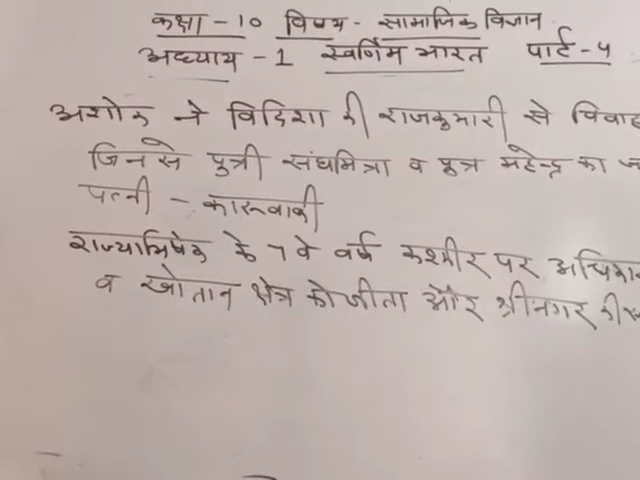 कक्षा - 10 विषय - सामाजिक विज्ञान
अध्याय - 1 स्वर्णिम भारत पार्ट - 4
अशोक ने विदिशा की राजकुमारी से विवाह
जिनसे पुत्री संघमित्रा व पुत्र महेन्द्र का
पत्नी - कारूवाकी
राज्याभिषेक के 7 वे वर्ष कश्मीर पर
व खोतान क्षेत्र को जीता और श्रीनगर की